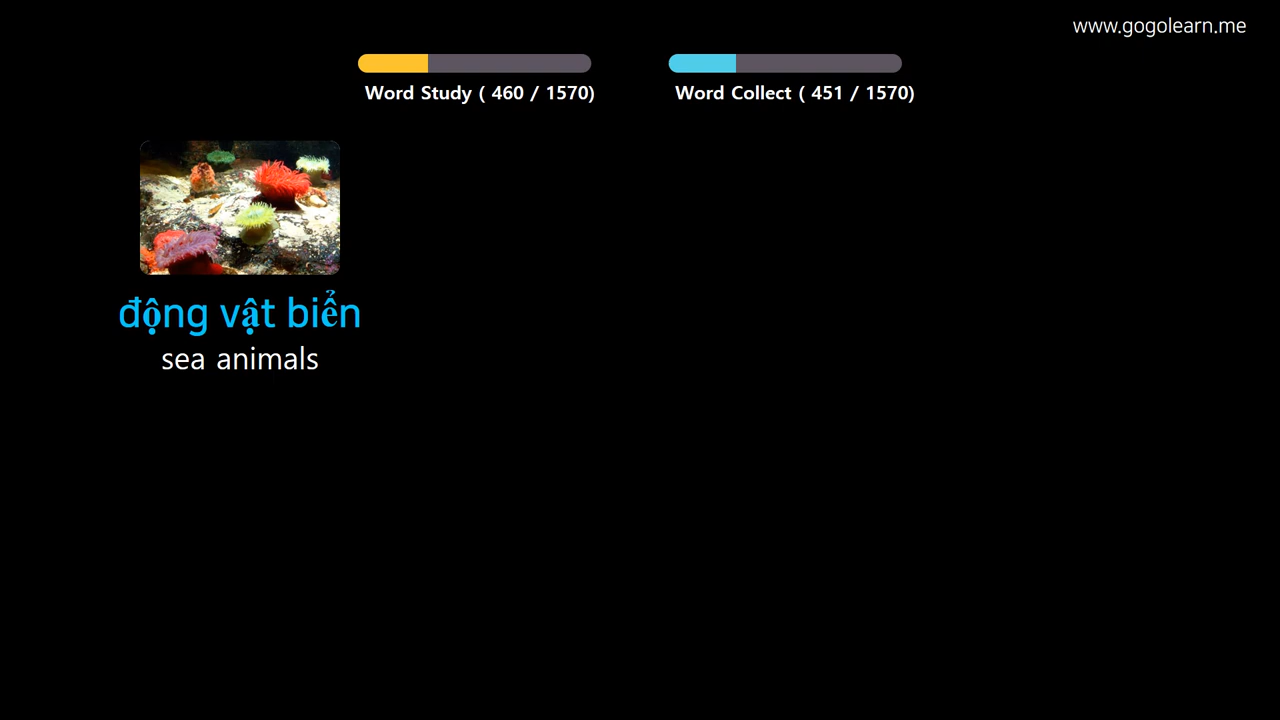 www.gogolearn.me
Word Study ( 460 / 1570)
Word Collect ( 451 / 1570)
động vật biển
sea animals